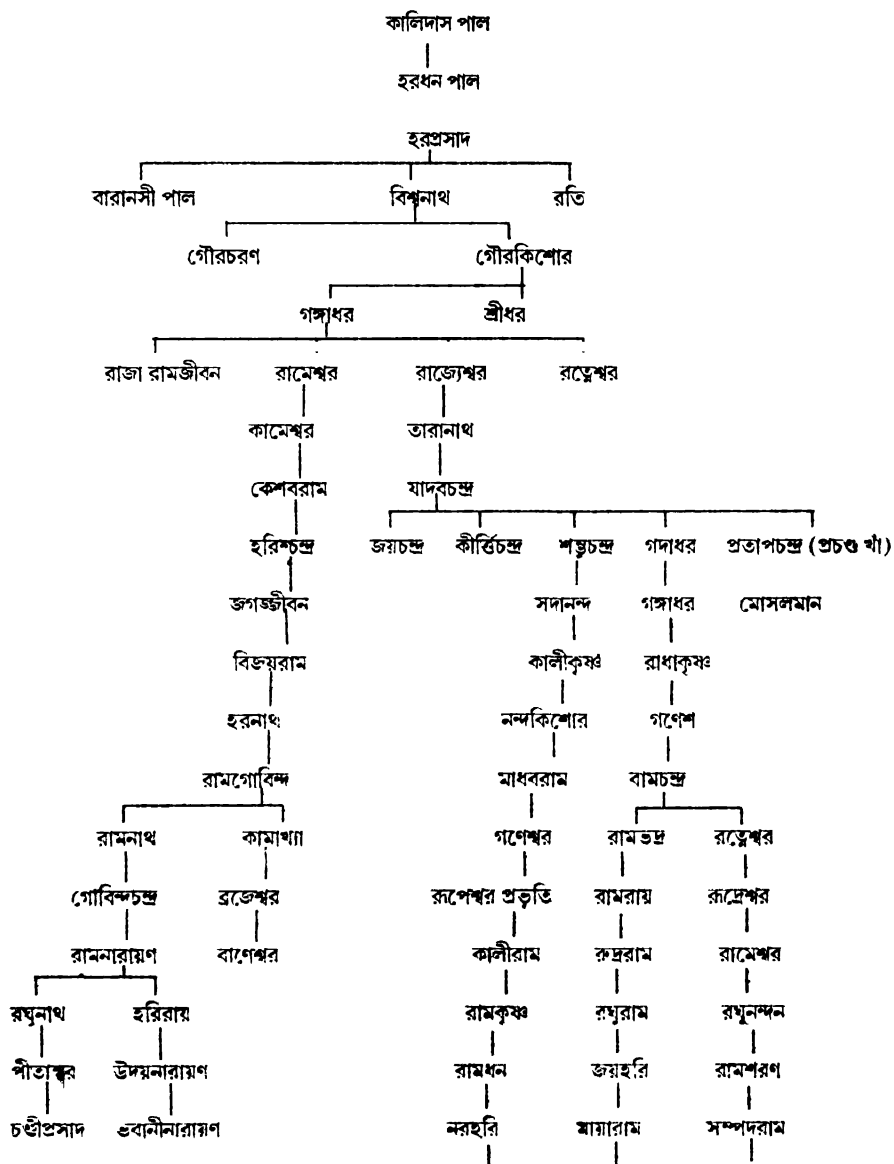 কালিদাস পাল
হরধন পাল
হরপ্রসাদ
বারানসী পাল বিশ্বনাথ রতি
গৌরচরণ গৌরকিশোর
গঙ্গাধর শ্রীধর
রাজা রামজীবন রামেশ্বর রাজ্যেশ্বর রত্নেশ্বর
কামেশ্বর তারানাথ
কেশবরাম যাদবচন্দ্র
হরিশ্চন্দ্র জয়চন্দ্র কীর্ত্তিচন্দ্র শম্ভুচন্দ্র গদাধর প্রতাপচন্দ্র (প্রচণ্ড খাঁ)
জগজ্জীবন সদানন্দ গঙ্গাধর মোসলমান
বিজয়রাম কালীকৃষ্ণ রাধাকৃষ্ণ
হরনাথ নন্দকিশোর গণেশ
রামগোবিন্দ মাধবরাম বামচন্দ্র
রামনাথ কামাখ্যা গণেশ্বর রামভদ্র রত্নেশ্বর
গোবিন্দচন্দ্র ব্রজেশ্বর রূপেশ্বর প্রভৃতি রামরায় রূদ্রেশ্বর
রামনারায়ণ বাণেশ্বর কালীরাম রুদ্ররাম রামেশ্বর
রঘুনাথ হরিরায় রামকৃষ্ণ রঘুরাম রঘুনন্দন
পীতাম্বর উদয়নারায়ণ রামধন জয়হরি রামশরণ
চণ্ডীপ্রসাদ ভবানীনারায়ণ নরহরি মায়ারাম সম্পদরাম